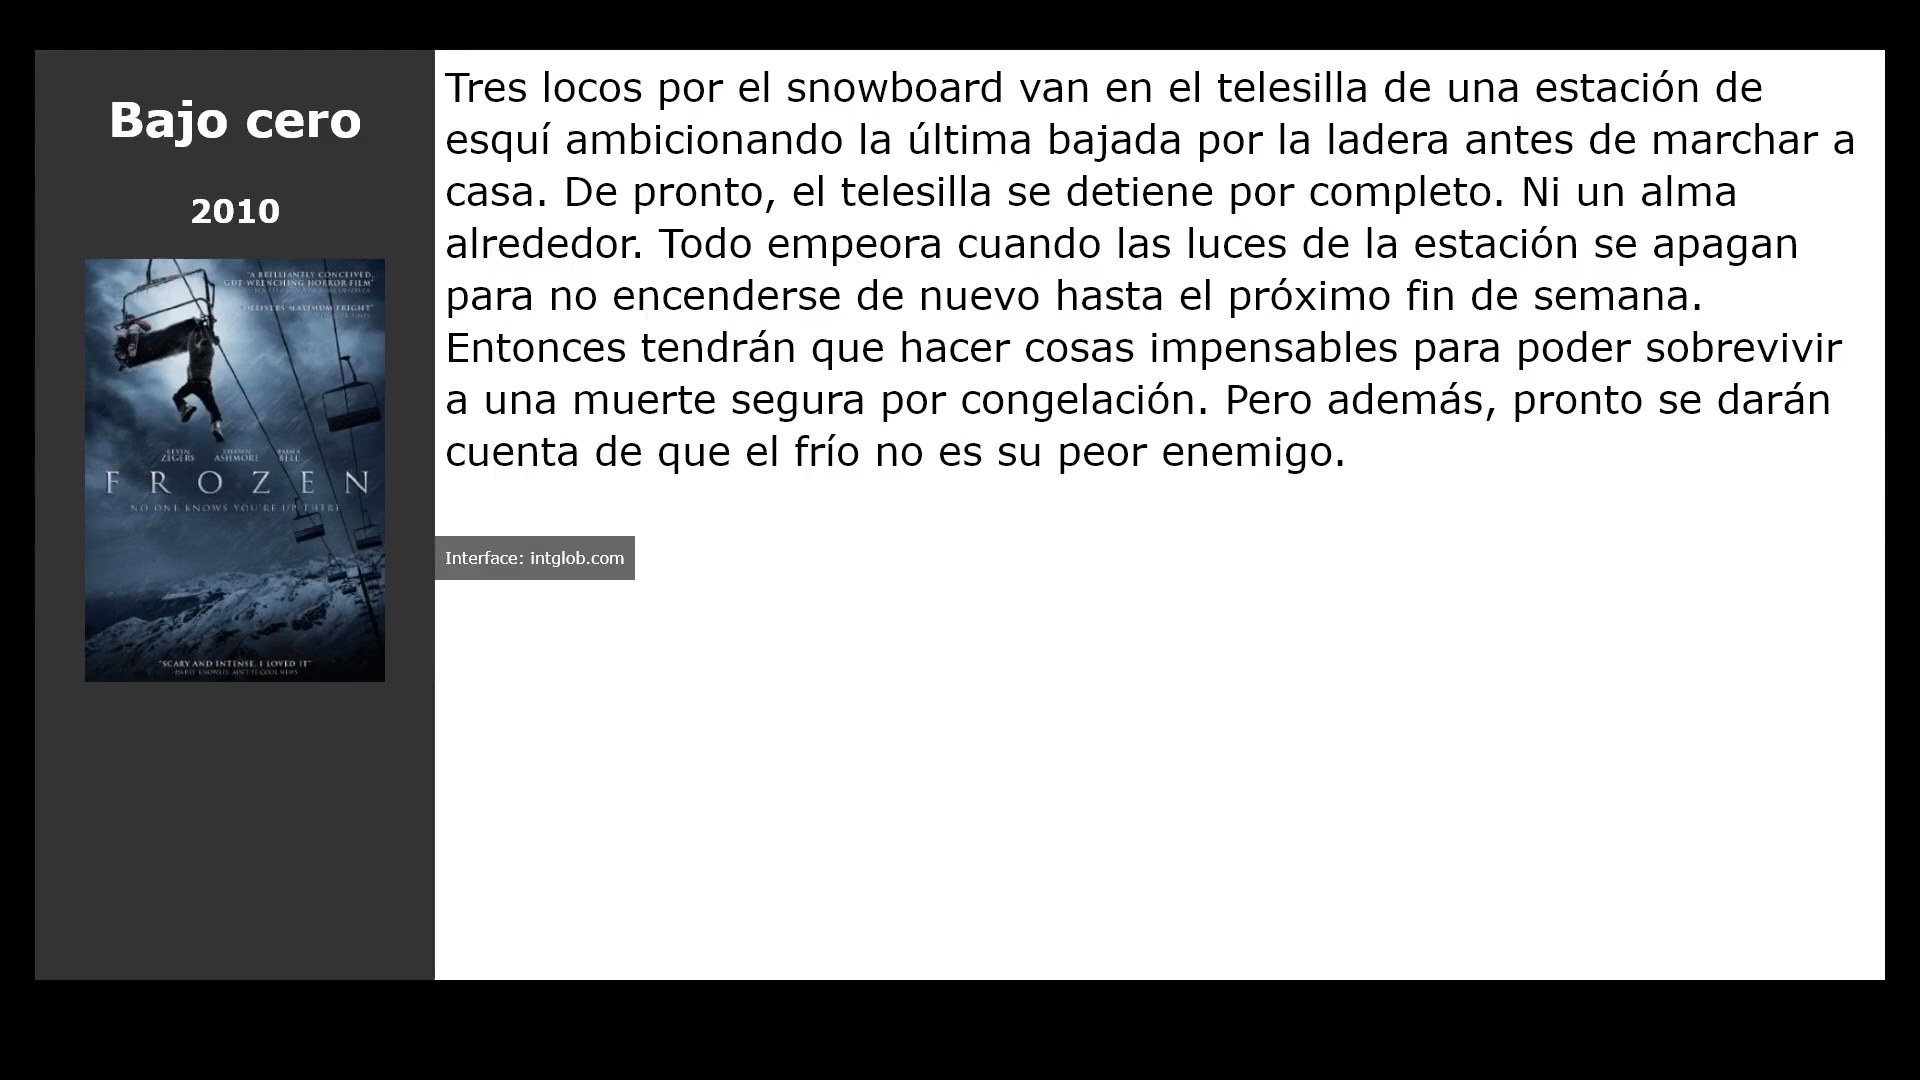 Bajo cero
2010
"A BRILLIANTLY CONCEIVED,
GUT-WRENCHING HORROR FILM"
"DELIVERS MAXIMUM FRIGHT"
KEVIN ZEGERS
SHAWN ASHMORE
EMMA BELL
FROZEN
NO ONE KNOWS YOU'RE UP THERE
"SCARY AND INTENSE. I LOVED IT"
-HARRY KNOWLES, AIN'T IT COOL NEWS
Tres locos por el snowboard van en el telesilla de una estación de
esquí ambicionando la última bajada por la ladera antes de marchar a
casa. De pronto, el telesilla se detiene por completo. Ni un alma
alrededor. Todo empeora cuando las luces de la estación se apagan
para no encenderse de nuevo hasta el próximo fin de semana.
Entonces tendrán que hacer cosas impensables para poder sobrevivir
a una muerte segura por congelación. Pero además, pronto se darán
cuenta de que el frío no es su peor enemigo.
Interface: intglob.com